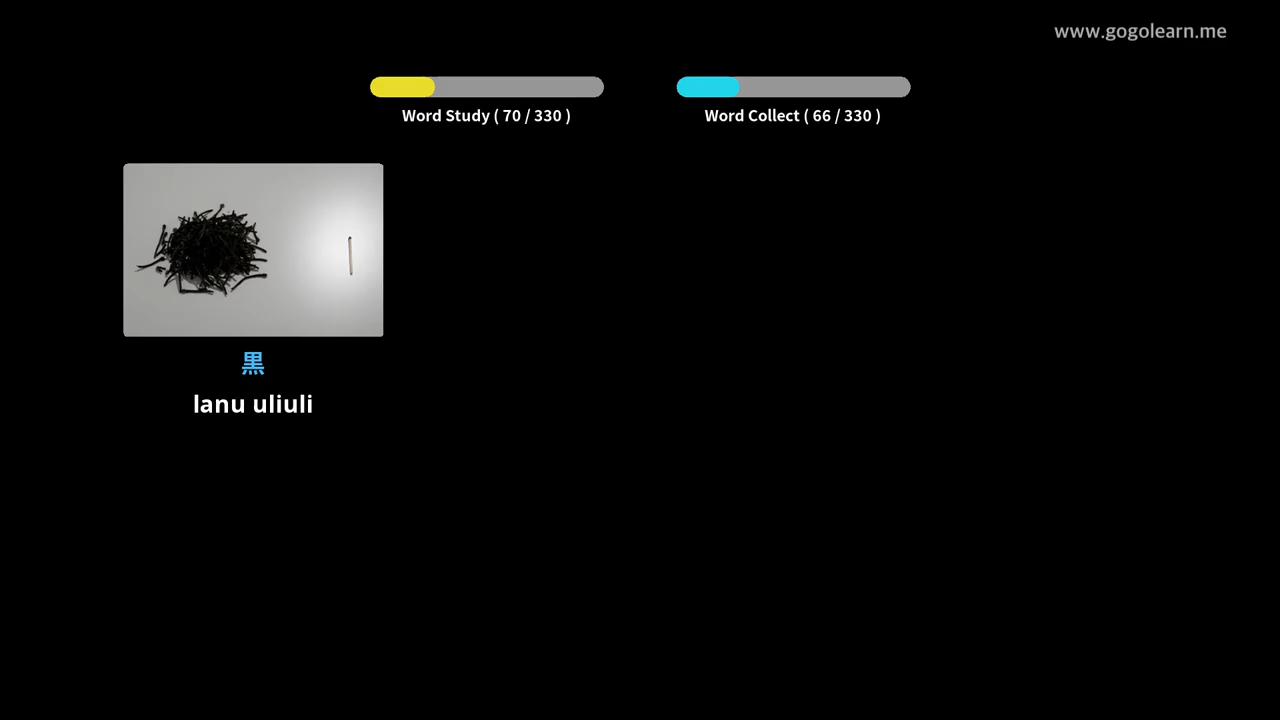 www.gogolearn.me
Word Study ( 70 / 330 )
Word Collect ( 66 / 330 )
黒
lanu uliuli